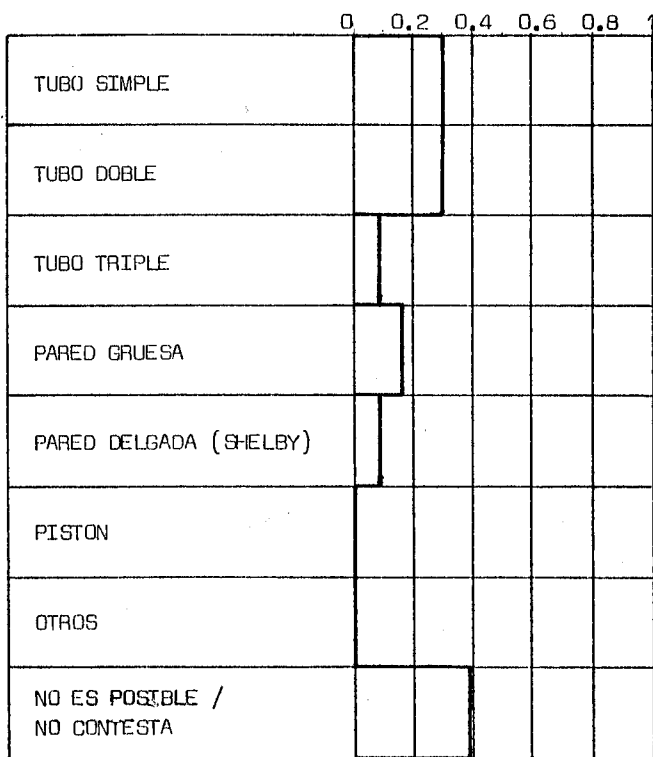 0 0.2 0.4 0.6 0.8 1
TUBO SIMPLE
TUBO DOBLE
TUBO TRIPLE
PARED GRUESA
PARED DELGADA (SHELBY)
PISTON
OTROS
NO ES POSIBLE /
NO CONTESTA